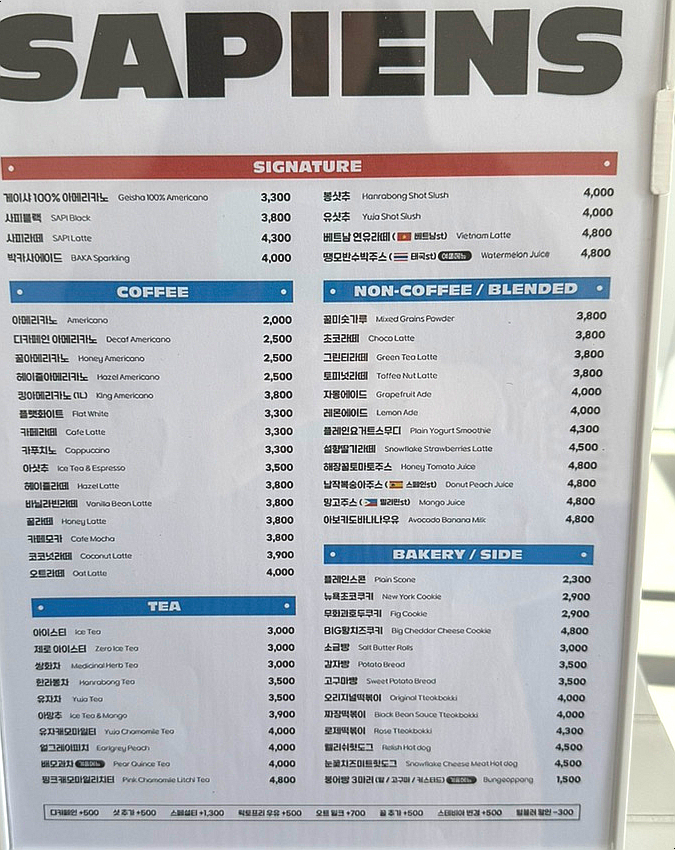 SAPIENS
SIGNATURE
게이샤 100% 아메리카노 Geisha 100% Americano 3,300
사피블랙 SAPI Black 3,800
사피라떼 SAPI Latte 4,300
박카사에이드 BAKA Sparkling 4,000
봉샷추 Hanrabong Shot Slush 4,000
유샷추 Yuja Shot Slush 4,000
베트남 연유라떼 ( 베트남st) Vietnam Latte 4,800
땡모반수박주스 ( 태국st) 여름메뉴 Watermelon Juice 4,800
COFFEE
아메리카노 Americano 2,000
디카페인 아메리카노 Decaf Americano 2,500
꿀아메리카노 Honey Americano 2,500
헤이즐아메리카노 Hazel Americano 2,500
킹아메리카노 (1L) King Americano 3,800
플랫화이트 Flat White 3,300
카페라떼 Cafe Latte 3,300
카푸치노 Cappuccino 3,300
아샷추 Ice Tea & Espresso 3,500
헤이즐라떼 Hazel Latte 3,800
바닐라빈라떼 Vanilla Bean Latte 3,800
꿀라떼 Honey Latte 3,800
카페모카 Cafe Mocha 3,800
코코넛라떼 Coconut Latte 3,900
오트라떼 Oat Latte 4,000
TEA
아이스티 Ice Tea 3,000
제로 아이스티 Zero Ice Tea 3,000
쌍화차 Medicinal Herb Tea 3,000
한라봉차 Hanrabong Tea 3,500
유자차 Yuja Tea 3,500
아망추 Ice Tea & Mango 3,900
유자캐모마일티 Yuja Chamomile Tea 4,000
얼그레이피치 Earlgrey Peach 4,000
배모과차 겨울메뉴 Pear Quince Tea 4,000
핑크캐모마일리치티 Pink Chamomile Litchi Tea 4,800
NON-COFFEE / BLENDED
꿀미숫가루 Mixed Grains Powder 3,800
초코라떼 Choco Latte 3,800
그린티라떼 Green Tea Latte 3,800
토피넛라떼 Toffee Nut Latte 3,800
자몽에이드 Grapefruit Ade 4,000
레몬에이드 Lemon Ade 4,000
플레인요거트스무디 Plain Yogurt Smoothie 4,300
설향딸기라떼 Snowflake Strawberries Latte 4,500
해장꿀토마토주스 Honey Tomato Juice 4,800
납작복숭아주스 ( 스페인st) Donut Peach Juice 4,800
망고주스 ( 필리핀st) Mango Juice 4,800
아보카도바나나우유 Avocado Banana Milk 4,800
BAKERY / SIDE
플레인스콘 Plain Scone 2,300
뉴욕초코쿠키 New York Cookie 2,900
무화과호두쿠키 Fig Cookie 2,900
BIG황치즈쿠키 Big Cheddar Cheese Cookie 4,800
소금빵 Salt Butter Rolls 3,000
감자빵 Potato Bread 3,500
고구마빵 Sweet Potato Bread 3,500
오리지널떡볶이 Original Tteokbokki 4,000
짜장떡볶이 Black Bean Sauce Tteokbokki 4,000
로제떡볶이 Rose Tteokbokki 4,300
렐리쉬핫도그 Relish Hot dog 4,500
눈꽃치즈미트핫도그 Snowflake Cheese Meat Hot dog 4,500
붕어빵 3마리 (팥 / 고구마 / 커스타드) 겨울메뉴 Bungeoppang 1,500
디카페인 +500 샷 추가 +500 스페셜티 +1,300 락토프리 우유 +500 오트 밀크 +700 꿀 추가 +500 스테비아 변경 +500 텀블러 할인 -300